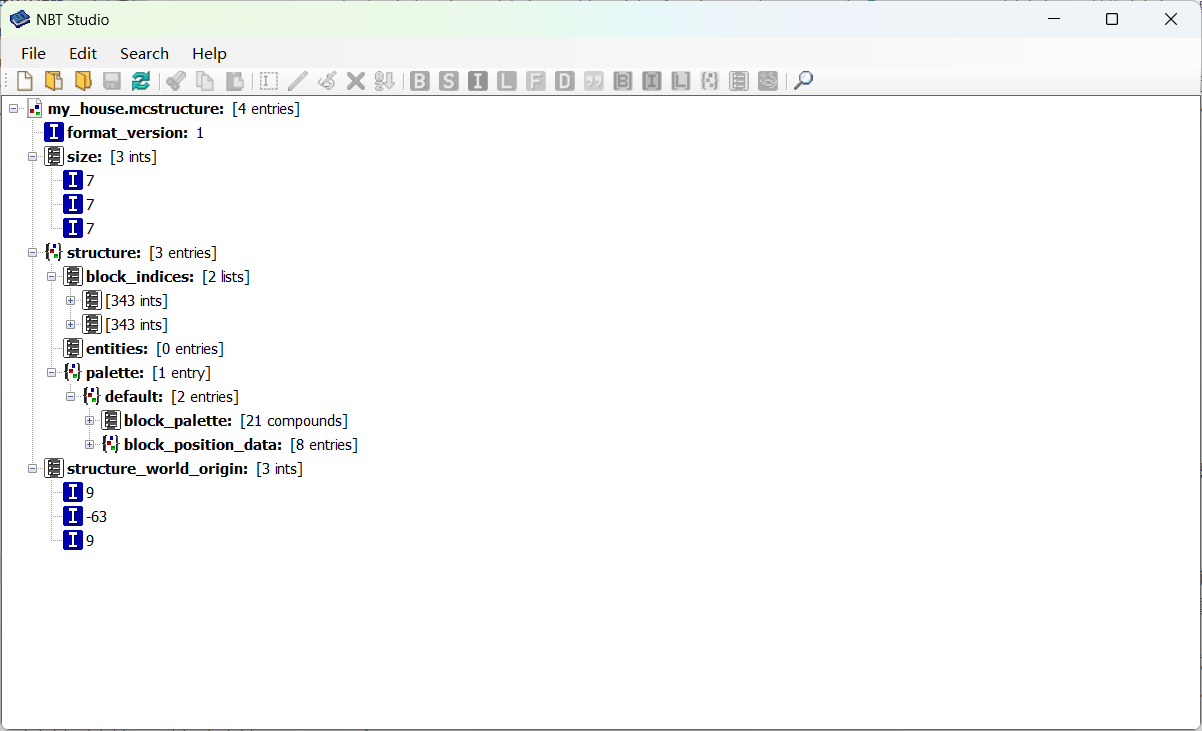 NBT Studio
File Edit Search Help
B S I L F D B I L
my_house.mcstructure: [4 entries]
I format_version: 1
size: [3 ints]
I 7
I 7
I 7
structure: [3 entries]
block_indices: [2 lists]
[343 ints]
[343 ints]
entities: [0 entries]
palette: [1 entry]
default: [2 entries]
block_palette: [21 compounds]
block_position_data: [8 entries]
structure_world_origin: [3 ints]
I 9
I -63
I 9